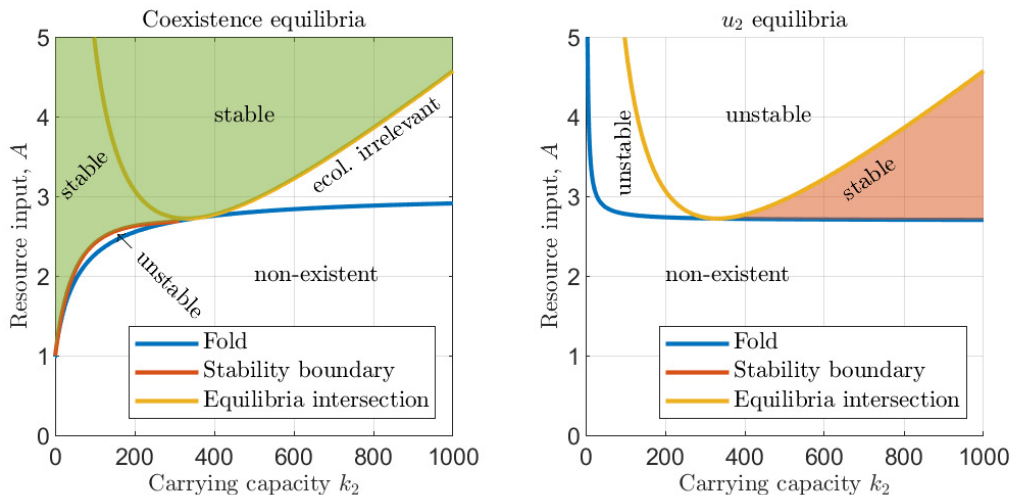 Coexistence equilibria
5
4
3
2
1
0
Resource input, A
stable
stable
ecol. irrelevant
unstable
non-existent
Fold
Stability boundary
Equilibria intersection
0 200 400 600 800 1000
Carrying capacity k₂
u₂ equilibria
5
4
3
2
1
0
Resource input, A
unstable
unstable
stable
non-existent
Fold
Stability boundary
Equilibria intersection
0 200 400 600 800 1000
Carrying capacity k₂